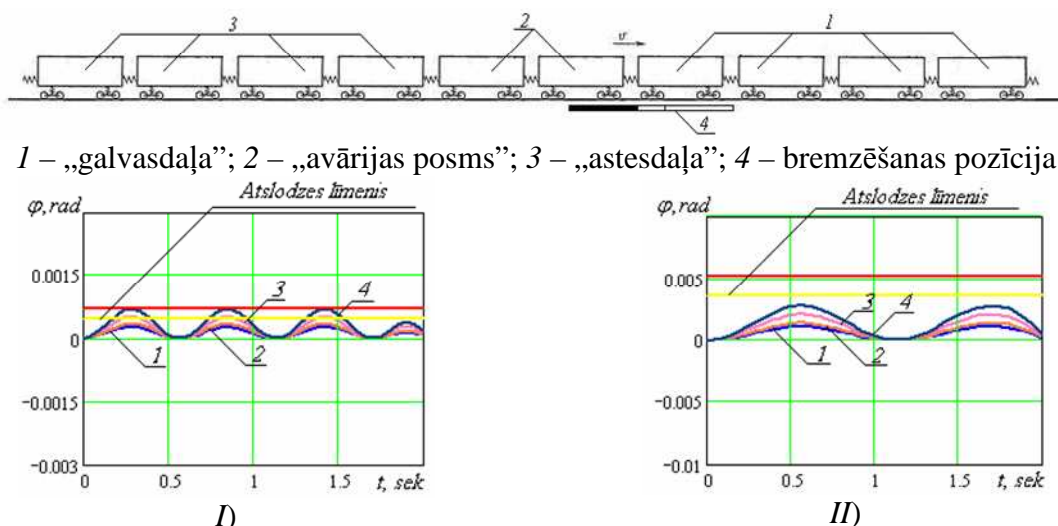 3 2 υ 1
4
1 – „galvasdaļa”; 2 – „avārijas posms”; 3 – „astesdaļa”; 4 – bremzēšanas pozīcija
Atslodzes līmenis
φ, rad
0.0015
0
−0.0015
−0.003
3 4
1 2
0 0.5 1 1.5 t, sek
I)
Atslodzes līmenis
φ, rad
0.005
0
−0.005
−0.01
3 4
1 2
0 0.5 1 1.5 t, sek
II)